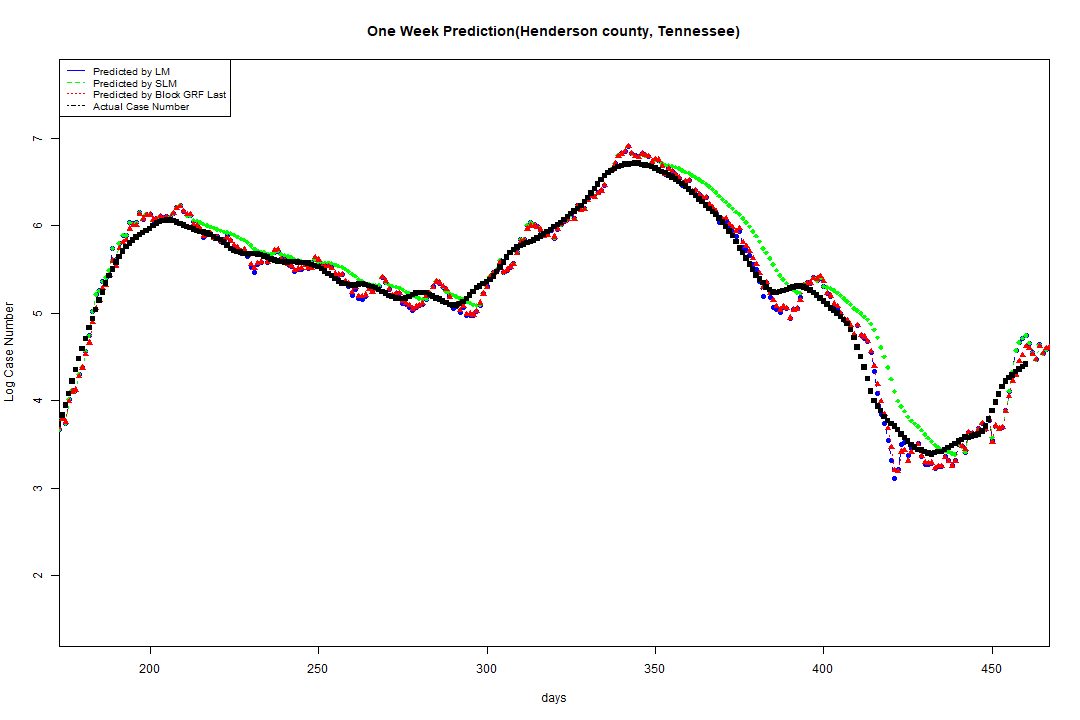 One Week Prediction(Henderson county, Tennessee)
Predicted by LM
Predicted by SLM
Predicted by Block GRF Last
Actual Case Number
7
6
5
4
3
2
Log Case Number
200 250 300 350 400 450
days